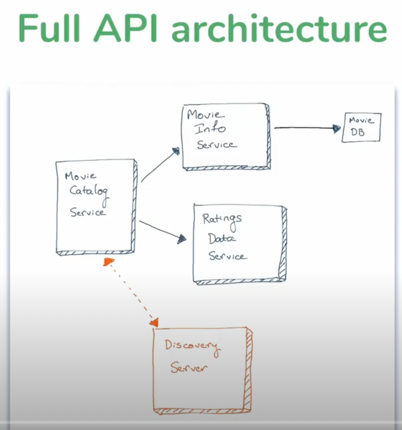 Full API architecture
Movie
Info
Service
Movie
DB
Movie
Catalog
Service
Ratings
Data
Service
Discovery
Server